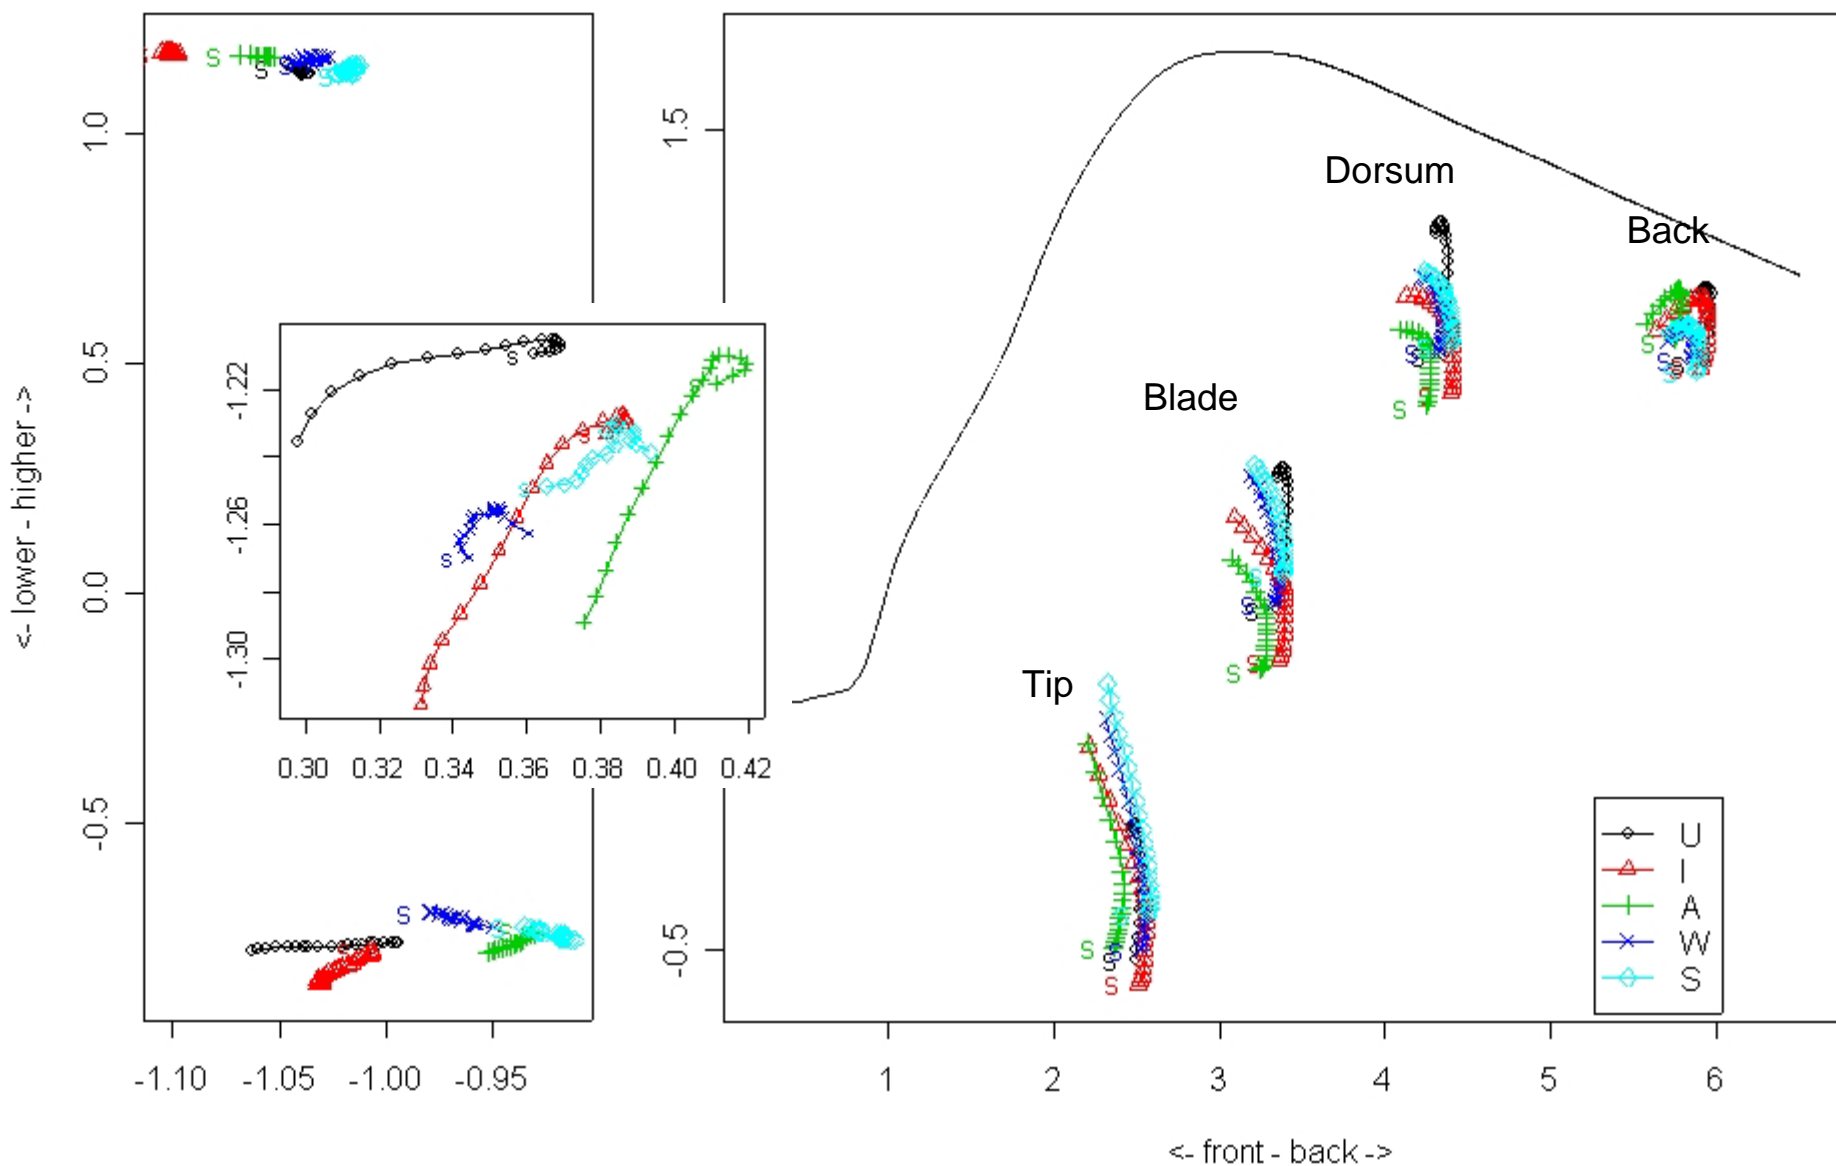 <- lower - higher ->
1.0
0.5
0.0
-0.5
-1.10 -1.05 -1.00 -0.95
S
S
S
S
S
S
S
-1.22
-1.26
-1.30
0.30 0.32 0.34 0.36 0.38 0.40 0.42
S
S
S
S
S
1.5
-0.5
Dorsum
Back
Blade
Tip
S
S
S
S
S
S
S
S
S
S
S
S
U
I
A
W
S
1 2 3 4 5 6
<- front - back ->